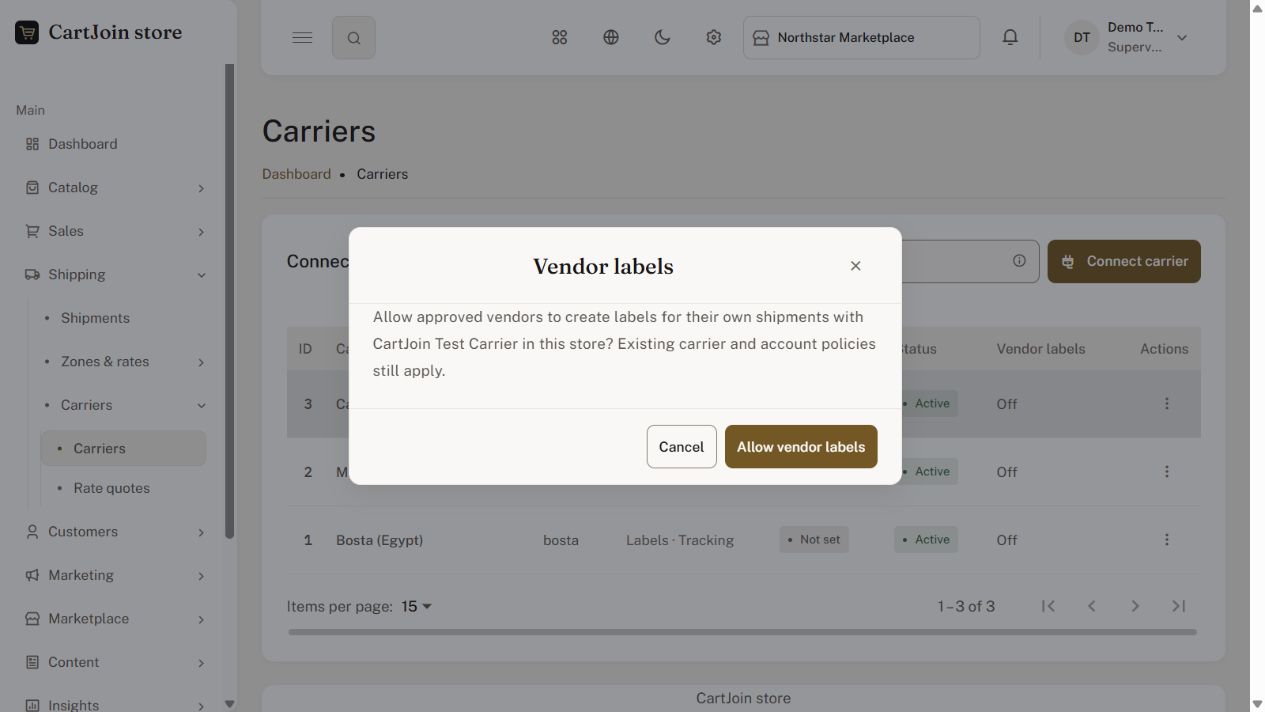 CartJoin store
Northstar Marketplace
DT
Demo T...
Superv...
Main
Dashboard
Catalog
Sales
Shipping
Shipments
Zones & rates
Carriers
Carriers
Rate quotes
Customers
Marketing
Marketplace
Content
Insights
Carriers
Dashboard • Carriers
Connec
Connect carrier
Vendor labels
Allow approved vendors to create labels for their own shipments with
CartJoin Test Carrier in this store? Existing carrier and account policies
still apply.
Cancel
Allow vendor labels
ID Ca Status Vendor labels Actions
3 Ca • Active Off
2 M • Active Off
1 Bosta (Egypt) bosta Labels · Tracking • Not set • Active Off
Items per page: 15
1–3 of 3
CartJoin store